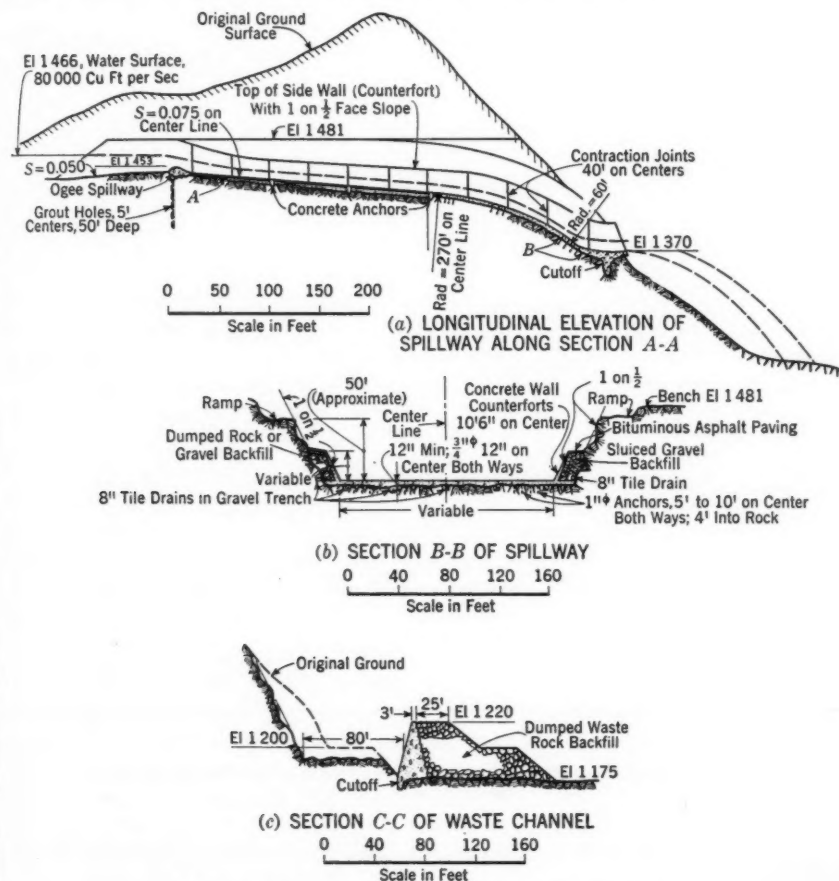 Original Ground
Surface
El 1 466, Water Surface,
80 000 Cu Ft per Sec
Top of Side Wall (Counterfort)
With 1 on 1/2 Face Slope
S=0.075 on
Center Line
El 1 481
S=0.050
El 1 453
Contraction Joints
40' on Centers
Ogee Spillway
A
Rad. = 60'
Grout Holes, 5'
Centers, 50' Deep
Concrete Anchors
Rad = 270' on
Center Line
B
El 1 370
Cutoff
0 50 100 150 200
Scale in Feet
(a) LONGITUDINAL ELEVATION OF
SPILLWAY ALONG SECTION A-A
50'
(Approximate)
Ramp
1 on 1/2
Center
Line
Concrete Wall
Counterforts
10'6" on Center
1 on 1/2
Ramp
Bench El 1 481
Bituminous Asphalt Paving
Dumped Rock or
Gravel Backfill
12" Min; 3/4"ϕ 12" on
Center Both Ways
Sluiced Gravel
Backfill
Variable
8" Tile Drain
8" Tile Drains in Gravel Trench
Variable
1"ϕ Anchors, 5' to 10' on Center
Both Ways; 4' Into Rock
(b) SECTION B-B OF SPILLWAY
0 40 80 120 160
Scale in Feet
Original Ground
3' 25'
El 1 220
El 1 200
80'
Dumped Waste
Rock Backfill
Cutoff
El 1 175
(c) SECTION C-C OF WASTE CHANNEL
0 40 80 120 160
Scale in Feet